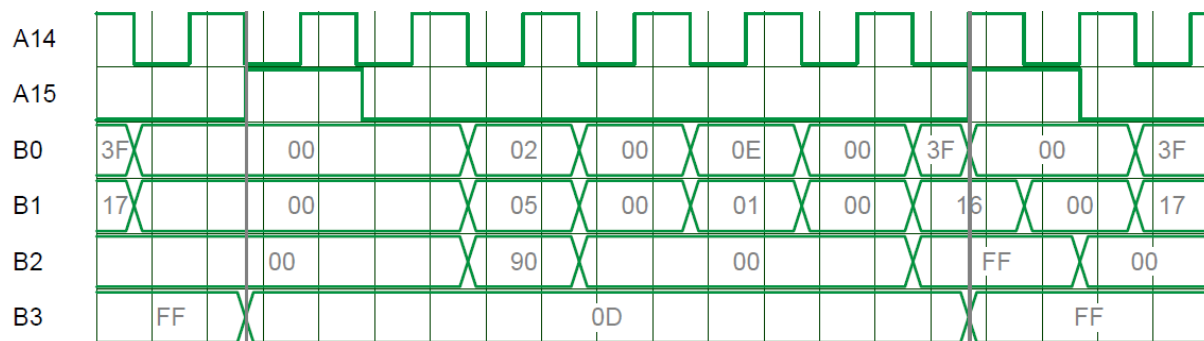 A14
A15
B0 3F 00 02 00 0E 00 3F 00 3F
B1 17 00 05 00 01 00 16 00 17
B2 00 90 00 FF 00
B3 FF 0D FF